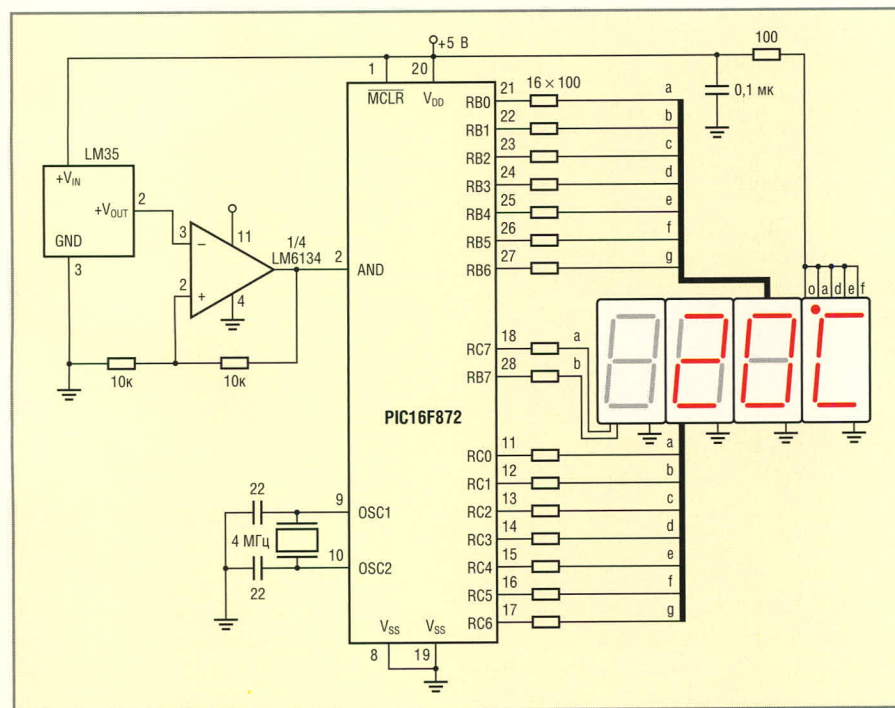 +5 В
100
1
20
MCLR
VDD
0,1 мк
16 × 100
21
RB0
a
22
RB1
b
23
RB2
c
24
RB3
d
25
RB4
e
26
RB5
f
27
RB6
g
LM35
+VIN
+VOUT
2
GND
3
3
−
11
1/4
LM6134
2
+
4
2
AND
10к
10к
o a d e f
18
RC7
a
28
RB7
b
20C
PIC16F872
11
RC0
a
12
RC1
b
13
RC2
c
14
RC3
d
15
RC4
e
16
RC5
f
17
RC6
g
22
9
OSC1
4 МГц
10
OSC2
22
VSS
VSS
8
19